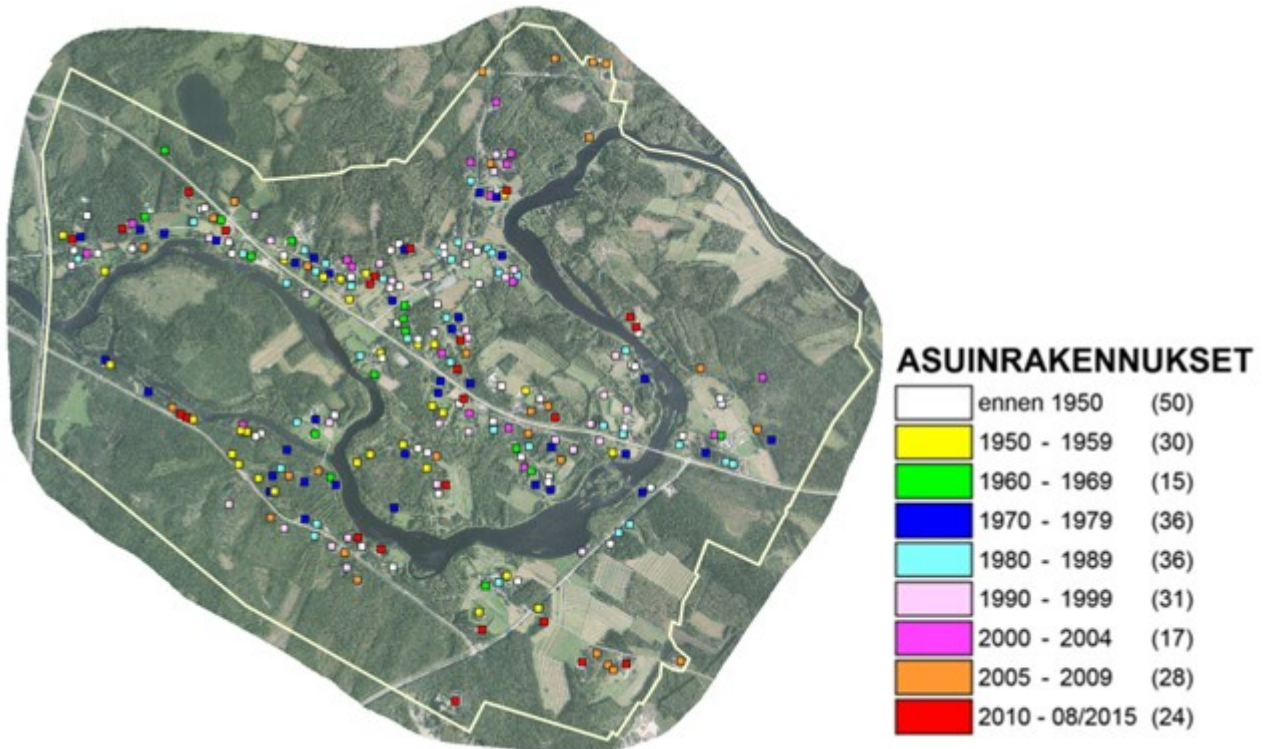 ASUINRAKENNUKSET
ennen 1950 (50)
1950 - 1959 (30)
1960 - 1969 (15)
1970 - 1979 (36)
1980 - 1989 (36)
1990 - 1999 (31)
2000 - 2004 (17)
2005 - 2009 (28)
2010 - 08/2015 (24)